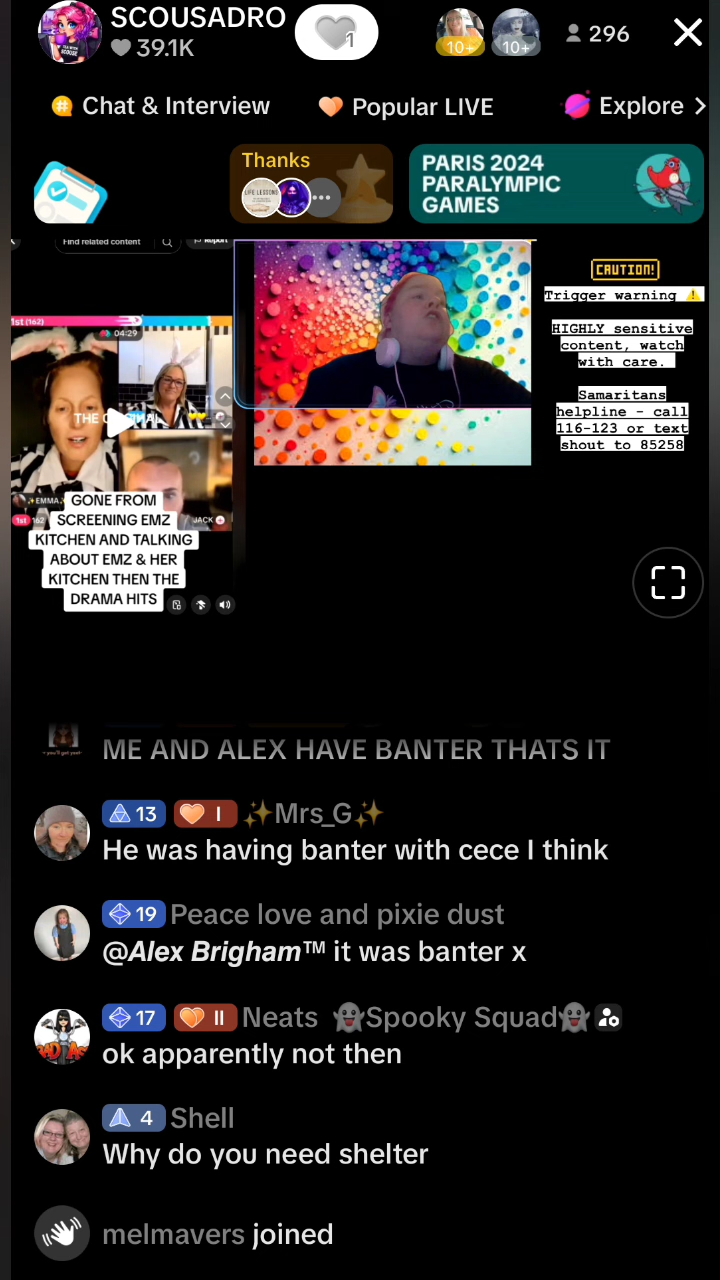 SCOUSADRO
39.1K
1
10+
10+
296
Chat & Interview
Popular LIVE
Explore >
Thanks
LIFE LESSONS
PARIS 2024
PARALYMPIC
GAMES
Find related content
Report
1st (162)
04:29
THE
EMMA
1st 162
JACK
GONE FROM
SCREENING EMZ
KITCHEN AND TALKING
ABOUT EMZ & HER
KITCHEN THEN THE
DRAMA HITS
CAUTION!
Trigger warning ⚠️
HIGHLY sensitive
content, watch
with care.
Samaritans
helpline - call
116-123 or text
shout to 85258
ME AND ALEX HAVE BANTER THATS IT
13 I ✨Mrs_G✨
He was having banter with cece I think
19 Peace love and pixie dust
@Alex Brigham™ it was banter x
17 II Neats 👻Spooky Squad👻
ok apparently not then
4 Shell
Why do you need shelter
melmavers joined